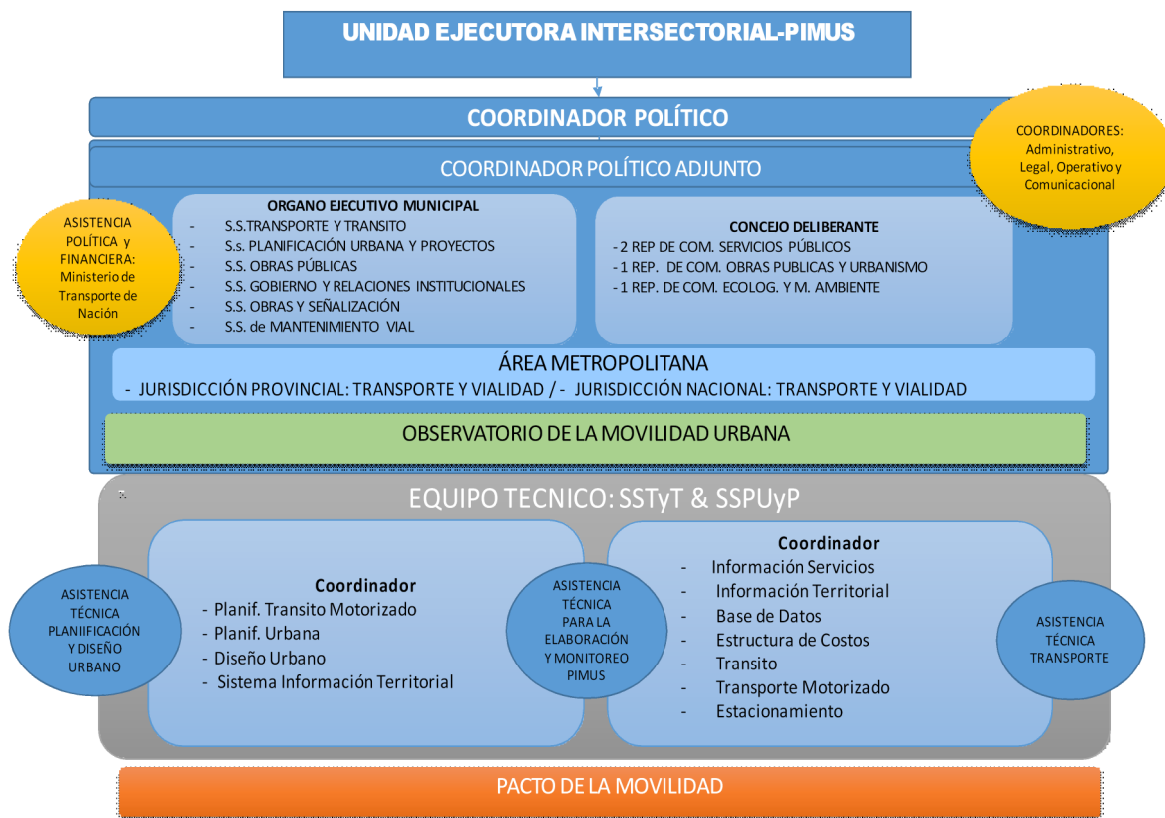 UNIDAD EJECUTORA INTERSECTORIAL-PIMUS
COORDINADOR POLÍTICO
COORDINADORES:
Administrativo,
Legal, Operativo y
Comunicacional
COORDINADOR POLÍTICO ADJUNTO
ASISTENCIA
POLÍTICA y
FINANCIERA:
Ministerio de
Transporte de
Nación
ORGANO EJECUTIVO MUNICIPAL
- S.S.TRANSPORTE Y TRANSITO
- S.s. PLANIFICACIÓN URBANA Y PROYECTOS
- S.S. OBRAS PÚBLICAS
- S.S. GOBIERNO Y RELACIONES INSTITUCIONALES
- S.S. OBRAS Y SEÑALIZACIÓN
- S.S. de MANTENIMIENTO VIAL
CONCEJO DELIBERANTE
- 2 REP DE COM. SERVICIOS PÚBLICOS
- 1 REP. DE COM. OBRAS PUBLICAS Y URBANISMO
- 1 REP. DE COM. ECOLOG. Y M. AMBIENTE
ÁREA METROPOLITANA
- JURISDICCIÓN PROVINCIAL: TRANSPORTE Y VIALIDAD / - JURISDICCIÓN NACIONAL: TRANSPORTE Y VIALIDAD
OBSERVATORIO DE LA MOVILIDAD URBANA
EQUIPO TECNICO: SSTyT & SSPUyP
ASISTENCIA
TÉCNICA
PLANIIFICACIÓN
Y DISEÑO
URBANO
Coordinador
- Planif. Transito Motorizado
- Planif. Urbana
- Diseño Urbano
- Sistema Información Territorial
ASISTENCIA
TÉCNICA
PARA LA
ELABORACIÓN
Y MONITOREO
PIMUS
Coordinador
- Información Servicios
- Información Territorial
- Base de Datos
- Estructura de Costos
- Transito
- Transporte Motorizado
- Estacionamiento
ASISTENCIA
TÉCNICA
TRANSPORTE
PACTO DE LA MOVILIDAD